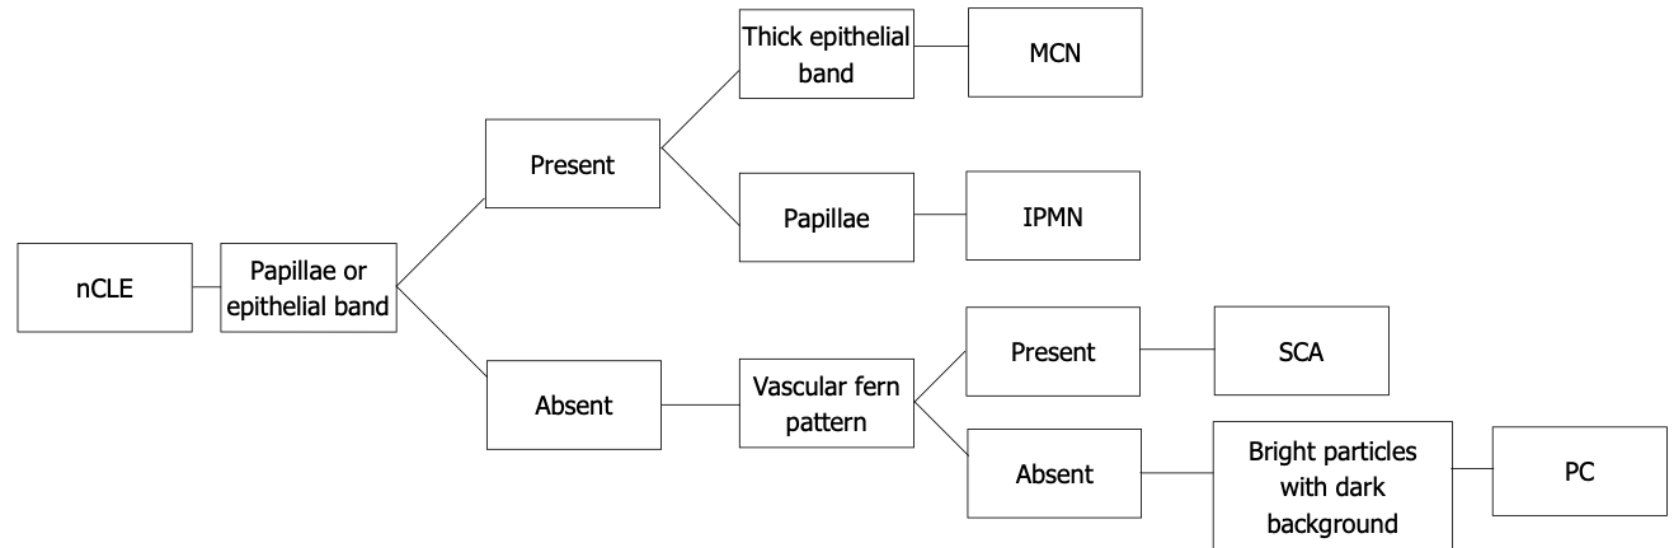 nCLE
Papillae or
epithelial band
Present
Thick epithelial
band
MCN
Papillae
IPMN
Absent
Vascular fern
pattern
Present
SCA
Absent
Bright particles
with dark
background
PC